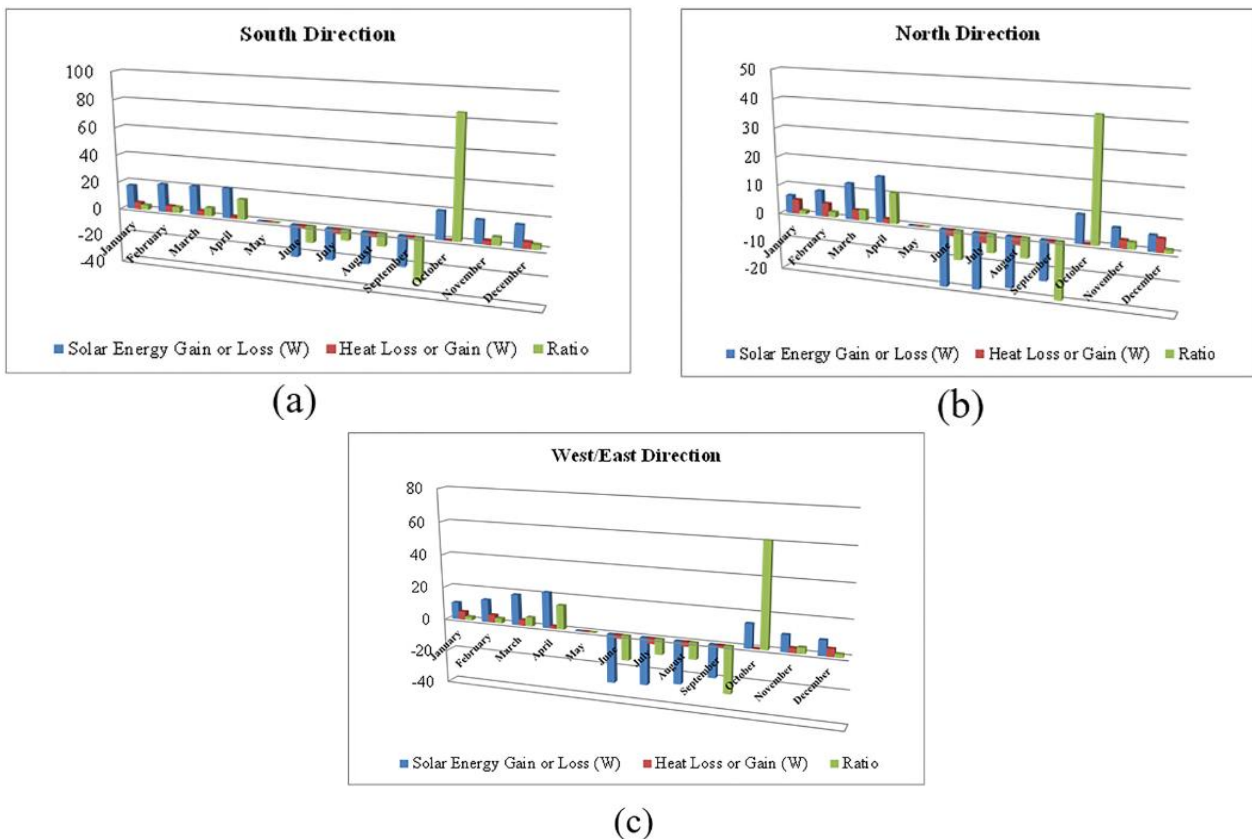 South Direction
100
80
60
40
20
0
-20
-40
January
February
March
April
May
June
July
August
September
October
November
December
Solar Energy Gain or Loss (W) Heat Loss or Gain (W) Ratio
(a)
North Direction
50
40
30
20
10
0
-10
-20
January
February
March
April
May
June
July
August
September
October
November
December
Solar Energy Gain or Loss (W) Heat Loss or Gain (W) Ratio
(b)
West/East Direction
80
60
40
20
0
-20
-40
January
February
March
April
May
June
July
August
September
October
November
December
Solar Energy Gain or Loss (W) Heat Loss or Gain (W) Ratio
(c)